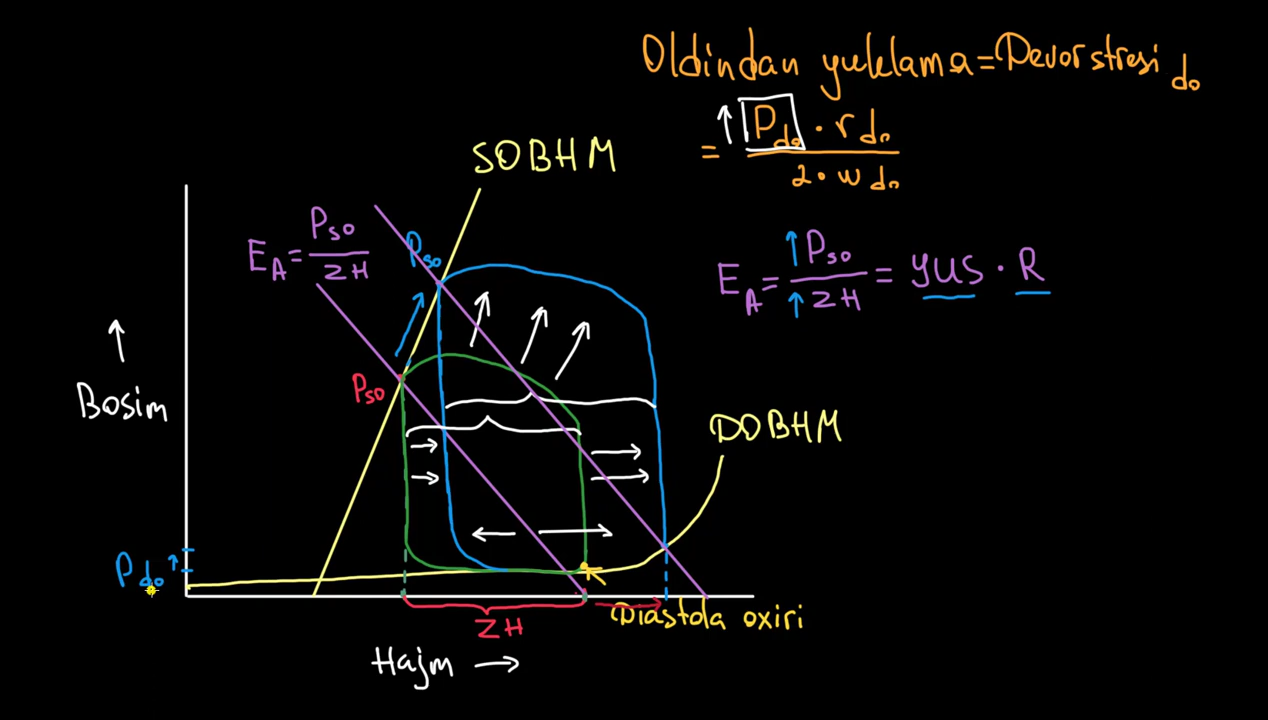 Oldindan yuklama = Devor stresi do
= ↑ Pdo · rdo / 2 · wdo
SOBHM
EA = Pso / ZH
Pso
EA = ↑Pso / ↑ZH = YUS · R
Pso
Bosim
DOBHM
Pdo ↑
ZH
Diastola oxiri
Hajm →